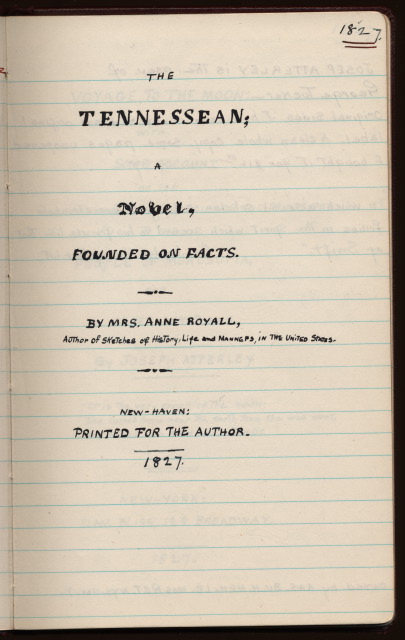 1827.
THE
TENNESSEAN;
A
Novel,
FOUNDED ON FACTS.
BY MRS. ANNE ROYALL,
Author of Sketches of History, Life and Manners, in the United States.
NEW-HAVEN:
PRINTED FOR THE AUTHOR.
1827.